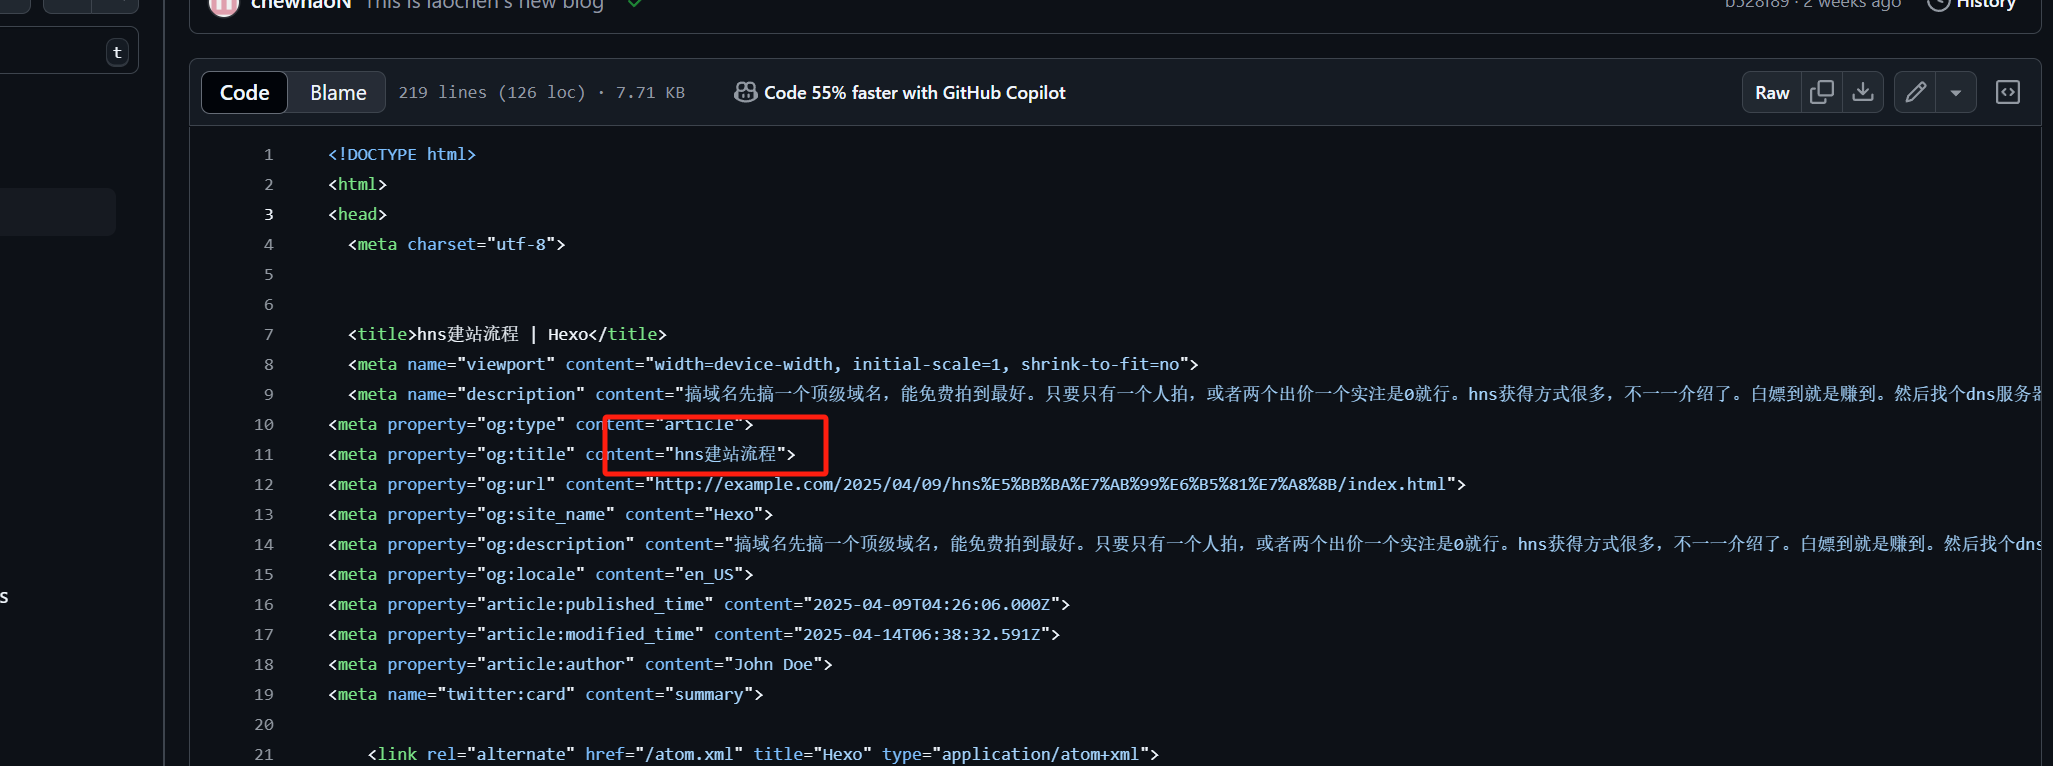 chewhaoN This is laochen's new blog b528f89 · 2 weeks ago History
t
Code Blame 219 lines (126 loc) · 7.71 KB Code 55% faster with GitHub Copilot Raw
1 <!DOCTYPE html>
2 <html>
3 <head>
4 <meta charset="utf-8">
5
6
7 <title>hns建站流程 | Hexo</title>
8 <meta name="viewport" content="width=device-width, initial-scale=1, shrink-to-fit=no">
9 <meta name="description" content="搞域名先搞一个顶级域名，能免费拍到最好。只要只有一个人拍，或者两个出价一个实注是0就行。hns获得方式很多，不一一介绍了。白嫖到就是赚到。然后找个dns服务器
10 <meta property="og:type" content="article">
11 <meta property="og:title" content="hns建站流程">
12 <meta property="og:url" content="http://example.com/2025/04/09/hns%E5%BB%BA%E7%AB%99%E6%B5%81%E7%A8%8B/index.html">
13 <meta property="og:site_name" content="Hexo">
14 <meta property="og:description" content="搞域名先搞一个顶级域名，能免费拍到最好。只要只有一个人拍，或者两个出价一个实注是0就行。hns获得方式很多，不一一介绍了。白嫖到就是赚到。然后找个dns
15 <meta property="og:locale" content="en_US">
16 <meta property="article:published_time" content="2025-04-09T04:26:06.000Z">
17 <meta property="article:modified_time" content="2025-04-14T06:38:32.591Z">
18 <meta property="article:author" content="John Doe">
19 <meta name="twitter:card" content="summary">
20
21 <link rel="alternate" href="/atom.xml" title="Hexo" type="application/atom+xml">
s